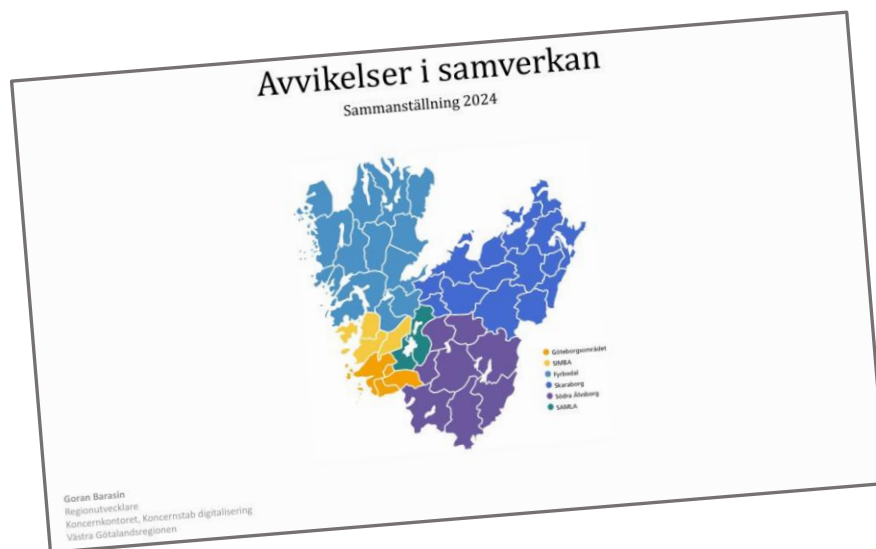 Avvikelser i samverkan
Sammanställning 2024
Göteborgsområdet
SIMBA
Fyrbodal
Skaraborg
Södra Älvsborg
SAMLA
Goran Barasin
Regionutvecklare
Koncernkontoret, Koncernstab digitalisering
Västra Götalandsregionen